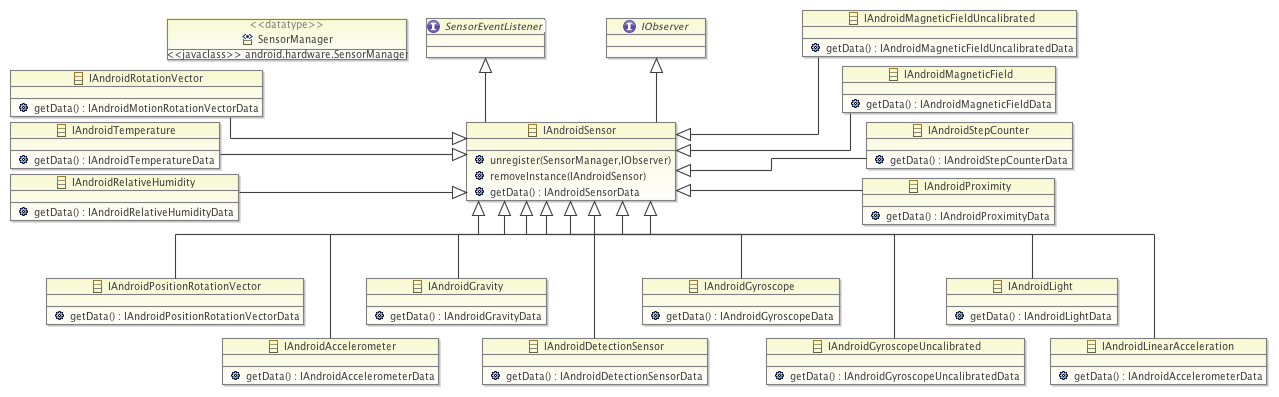 <<datatype>>
SensorManager
<<javaclass>> android.hardware.SensorManager
SensorEventListener
IObserver
IAndroidMagneticFieldUncalibrated
getData() : IAndroidMagneticFieldUncalibratedData
IAndroidRotationVector
getData() : IAndroidMotionRotationVectorData
IAndroidMagneticField
getData() : IAndroidMagneticFieldData
IAndroidTemperature
getData() : IAndroidTemperatureData
IAndroidSensor
unregister(SensorManager,IObserver)
removeInstance(IAndroidSensor)
getData() : IAndroidSensorData
IAndroidStepCounter
getData() : IAndroidStepCounterData
IAndroidRelativeHumidity
getData() : IAndroidRelativeHumidityData
IAndroidProximity
getData() : IAndroidProximityData
IAndroidPositionRotationVector
getData() : IAndroidPositionRotationVectorData
IAndroidGravity
getData() : IAndroidGravityData
IAndroidGyroscope
getData() : IAndroidGyroscopeData
IAndroidLight
getData() : IAndroidLightData
IAndroidAccelerometer
getData() : IAndroidAccelerometerData
IAndroidDetectionSensor
getData() : IAndroidDetectionSensorData
IAndroidGyroscopeUncalibrated
getData() : IAndroidGyroscopeUncalibratedData
IAndroidLinearAcceleration
getData() : IAndroidAccelerometerData